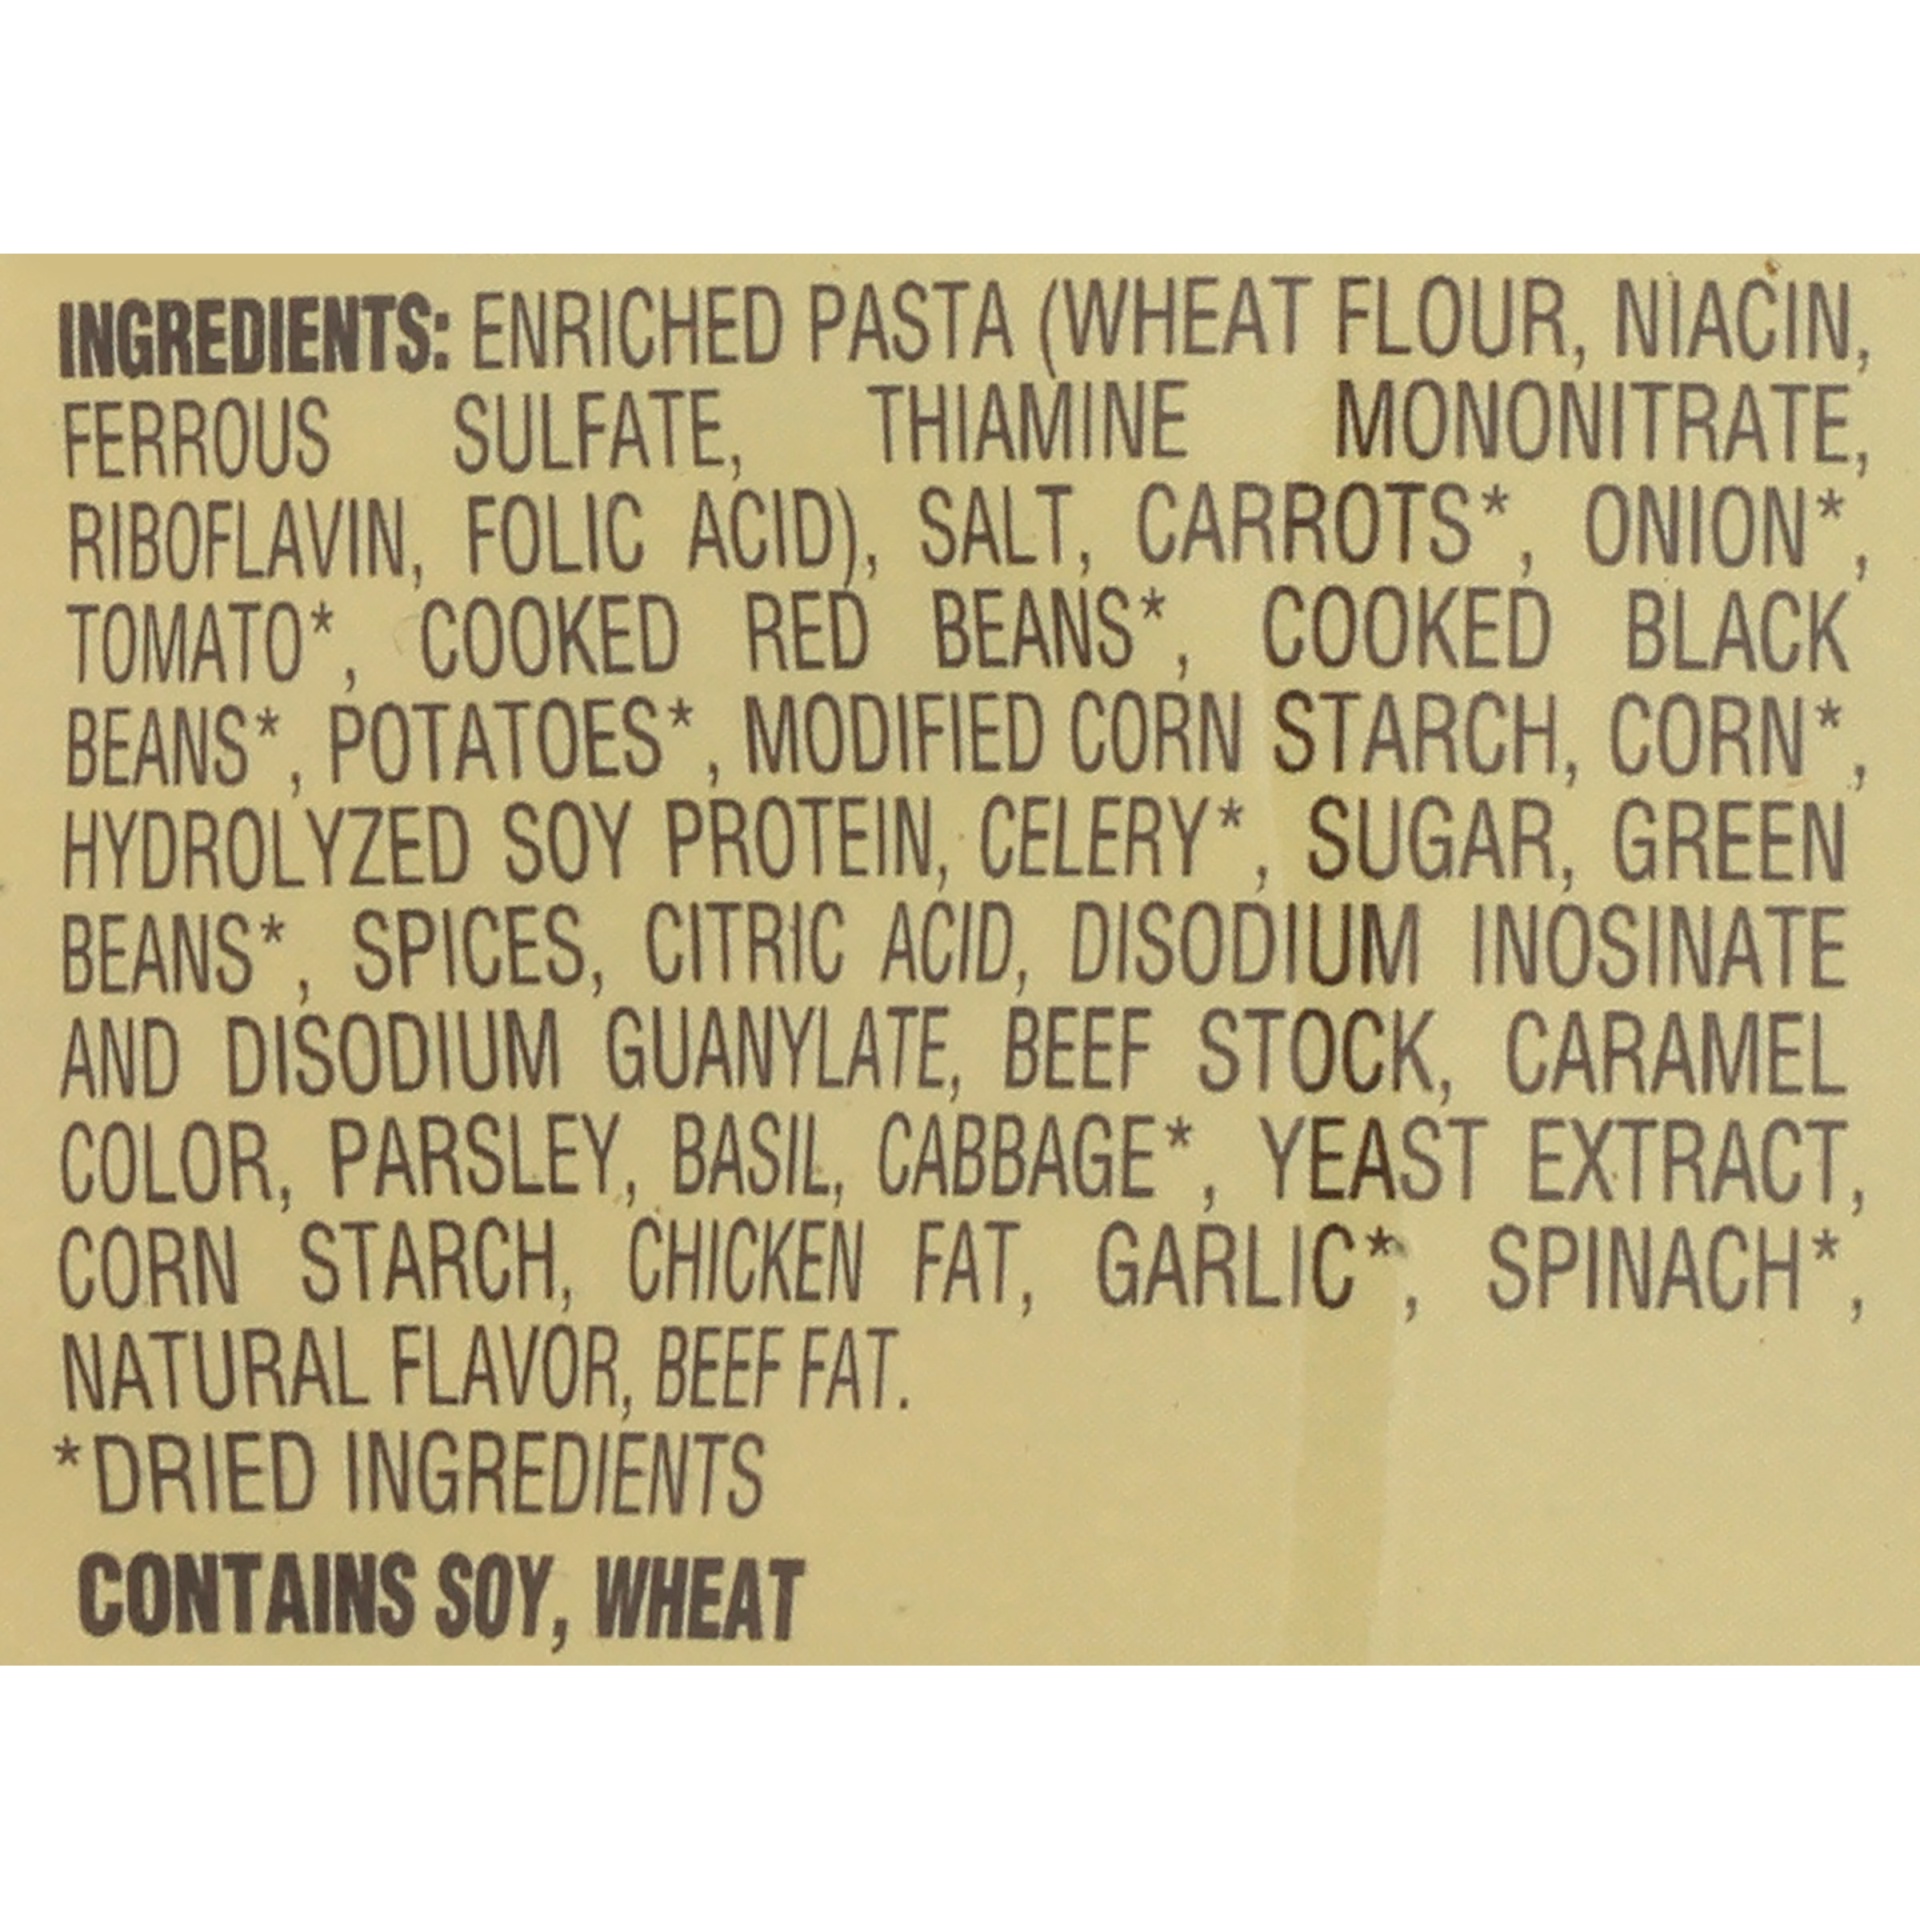 INGREDIENTS: ENRICHED PASTA (WHEAT FLOUR, NIACIN,
FERROUS SULFATE, THIAMINE MONONITRATE,
RIBOFLAVIN, FOLIC ACID), SALT, CARROTS*, ONION*,
TOMATO*, COOKED RED BEANS*, COOKED BLACK
BEANS*, POTATOES*, MODIFIED CORN STARCH, CORN*,
HYDROLYZED SOY PROTEIN, CELERY*, SUGAR, GREEN
BEANS*, SPICES, CITRIC ACID, DISODIUM INOSINATE
AND DISODIUM GUANYLATE, BEEF STOCK, CARAMEL
COLOR, PARSLEY, BASIL, CABBAGE*, YEAST EXTRACT,
CORN STARCH, CHICKEN FAT, GARLIC*, SPINACH*,
NATURAL FLAVOR, BEEF FAT.
*DRIED INGREDIENTS
CONTAINS SOY, WHEAT